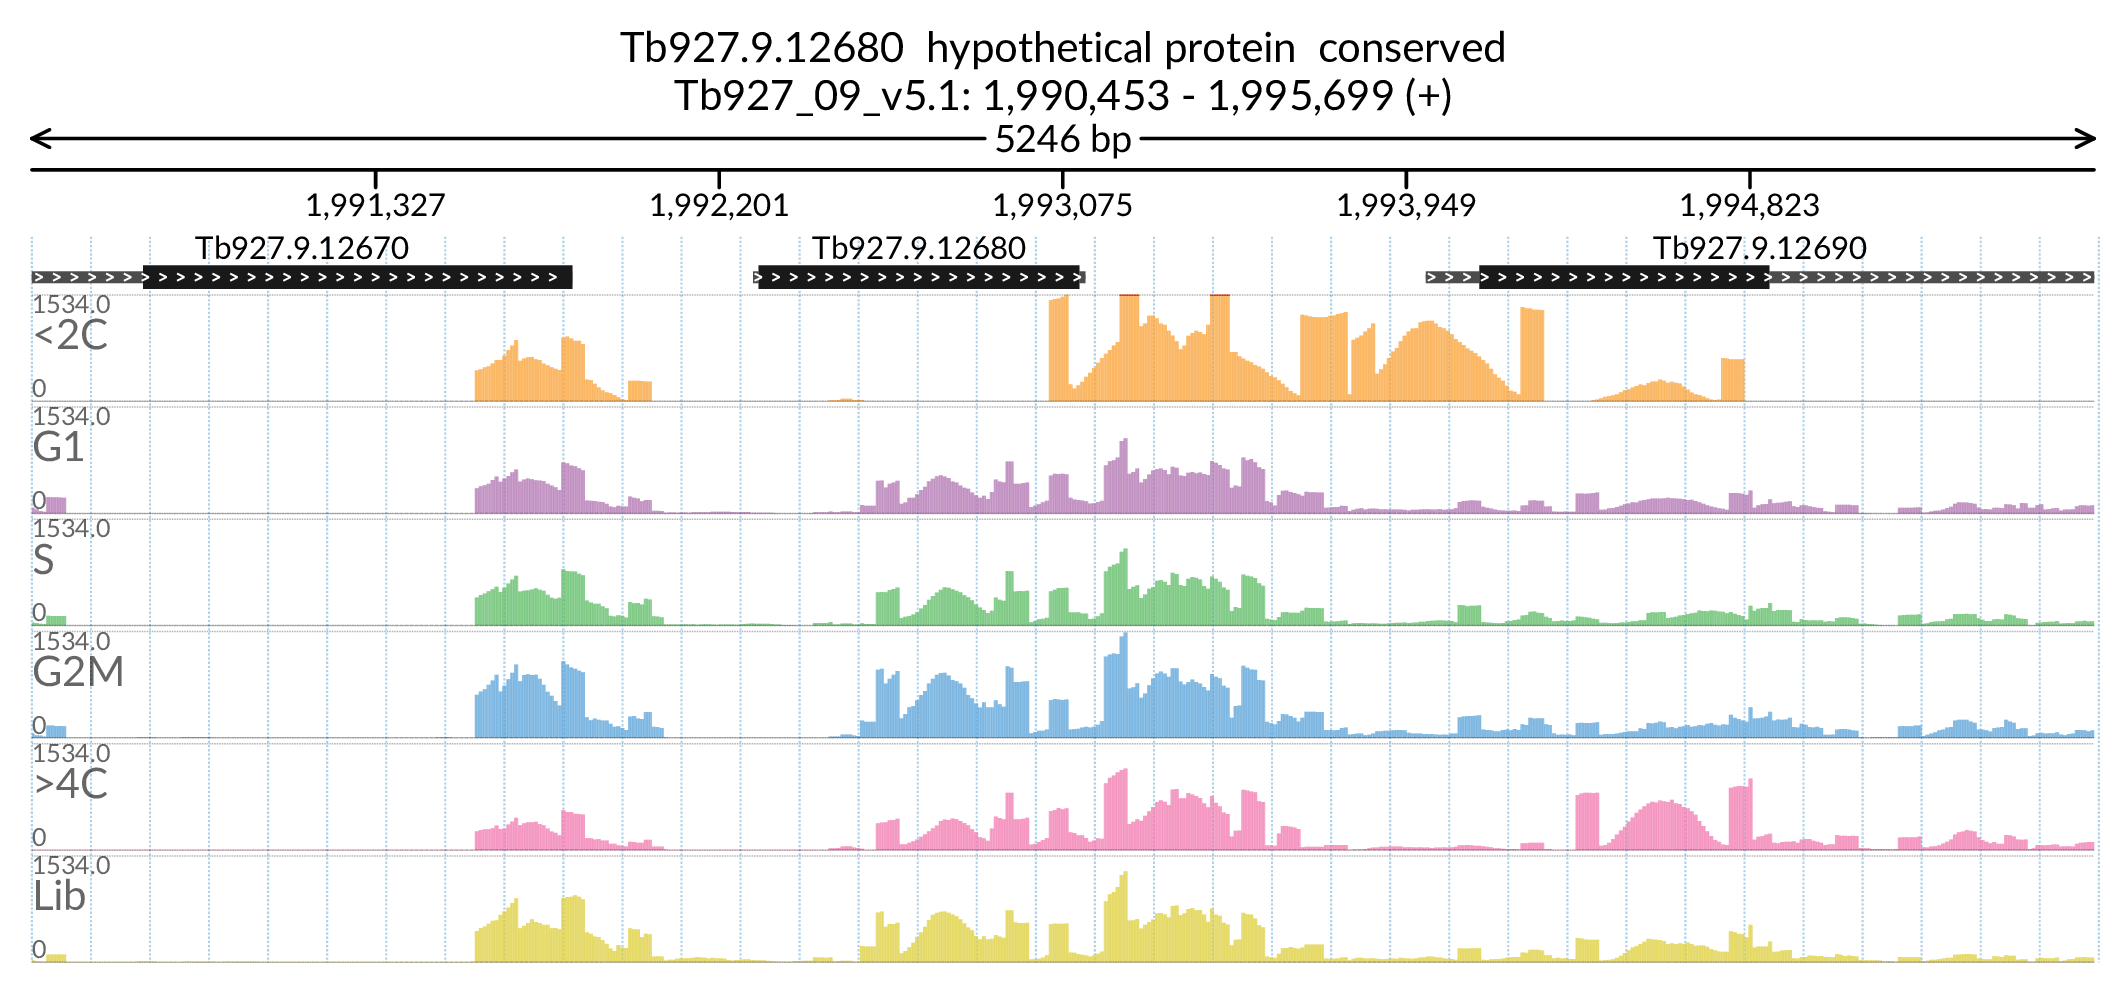 Tb927.9.12680 hypothetical protein conserved
Tb927_09_v5.1: 1,990,453 - 1,995,699 (+)
5246 bp
1,991,327 1,992,201 1,993,075 1,993,949 1,994,823
Tb927.9.12670 Tb927.9.12680 Tb927.9.12690
1534.0
<2C
0
1534.0
G1
0
1534.0
S
0
1534.0
G2M
0
1534.0
>4C
0
1534.0
Lib
0